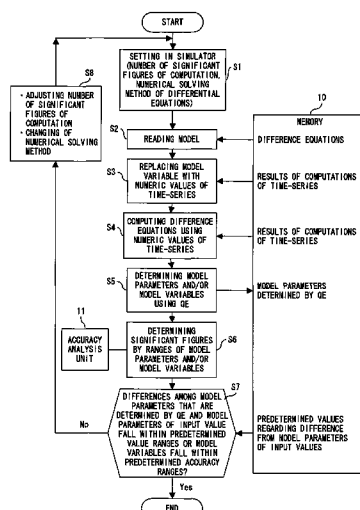 START
S1
SETTING IN SIMULATOR
(NUMBER OF SIGNIFICANT
FIGURES OF COMPUTATION,
NUMERICAL SOLVING
METHOD OF DIFFERENTIAL
EQUATIONS)
S8
• ADJUSTING NUMBER
OF SIGNIFICANT
FIGURES OF
COMPUTATION
• CHANGING OF
NUMERICAL SOLVING
METHOD
10
MEMORY
S2
READING MODEL
DIFFERENCE EQUATIONS
S3
REPLACING MODEL
VARIABLE WITH
NUMERIC VALUES OF
TIME-SERIES
RESULTS OF COMPUTATIONS
OF TIME-SERIES
S4
COMPUTING DIFFERENCE
EQUATIONS USING
NUMERIC VALUES OF
TIME-SERIES
RESULTS OF COMPUTATIONS
OF TIME-SERIES
S5
DETERMINING MODEL
PARAMETERS AND/OR
MODEL VARIABLES
USING QE
MODEL PARAMETERS
DETERMINED BY QE
11
ACCURACY
ANALYSIS
UNIT
S6
DETERMINING
SIGNIFICANT FIGURES
BY RANGES OF MODEL
PARAMETERS AND/OR
MODEL VARIABLES
S7
DIFFERENCES AMONG MODEL
PARAMETERS THAT ARE
DETERMINED BY QE AND MODEL
PARAMETERS OF INPUT VALUE
FALL WITHIN PREDETERMINED
VALUE RANGES OR MODEL
VARIABLES FALL WITHIN
PREDETERMINED ACCURACY
RANGES?
PREDETERMINED VALUES
REGARDING DIFFERENCE
FROM MODEL PARAMETERS
OF INPUT VALUES
No
Yes
END